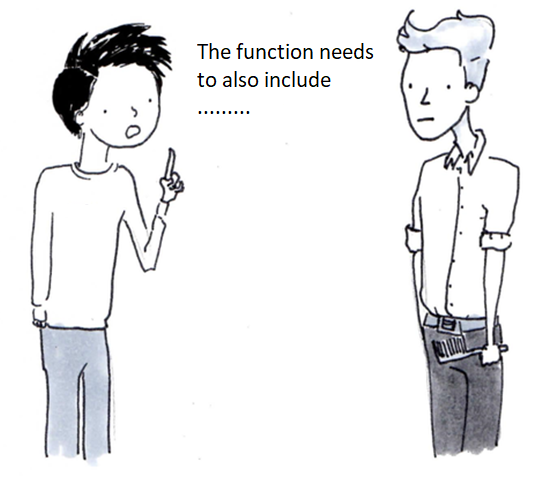 The function needs
to also include
.........